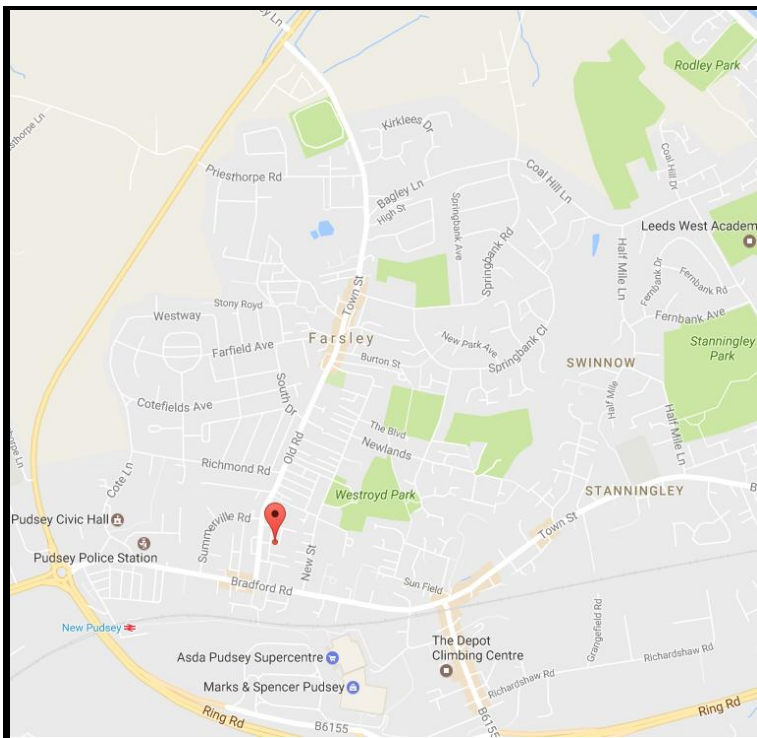 ey Ln
Rodley Park
Kirklees Dr
sthorpe Ln
Priesthorpe Rd
Coal Hill Ln
Coal Hill Dr
Bagley Ln
High St
Springbank Ave
Springbank Rd
Leeds West Academ
Half Mile Ln
Fernbank Dr
Fernbank Rd
Town St
Stony Royd
Westway
Fernbank Ave
Farsley
Farfield Ave
New Park Ave
Springbank Cl
Stanningley
Park
Burton St
SWINNOW
South Dr
Cotefields Ave
Half Mile
Half Mile Ln
The Blvd
Newlands
Old Rd
Richmond Rd
Cote Ln
Westroyd Park
STANNINGLEY
Pudsey Civic Hall
Summerville Rd
Town St
Pudsey Police Station
New St
Bradford Rd
Sun Field
New Pudsey
Grangefield Rd
The Depot
Climbing Centre
Asda Pudsey Supercentre
Richardshaw Rd
Marks & Spencer Pudsey
Richardshaw Rd
Ring Rd
B6155
B6155
Ring Rd